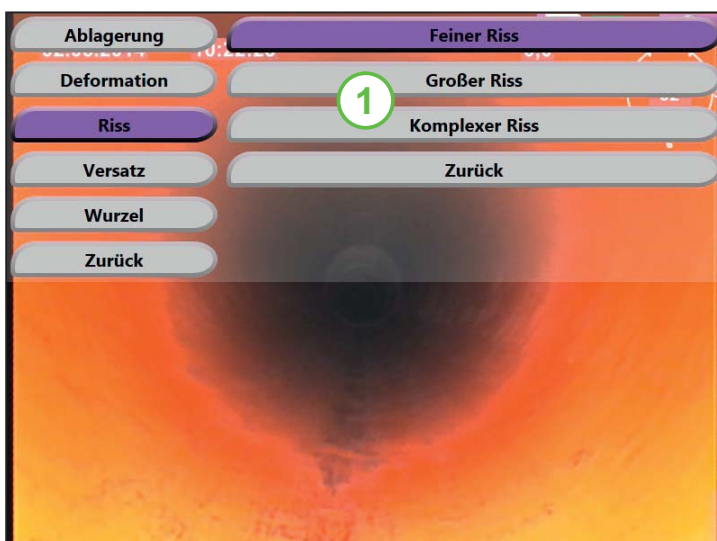 Ablagerung
Deformation
Riss
Versatz
Wurzel
Zurück
Feiner Riss
Großer Riss
Komplexer Riss
Zurück
1